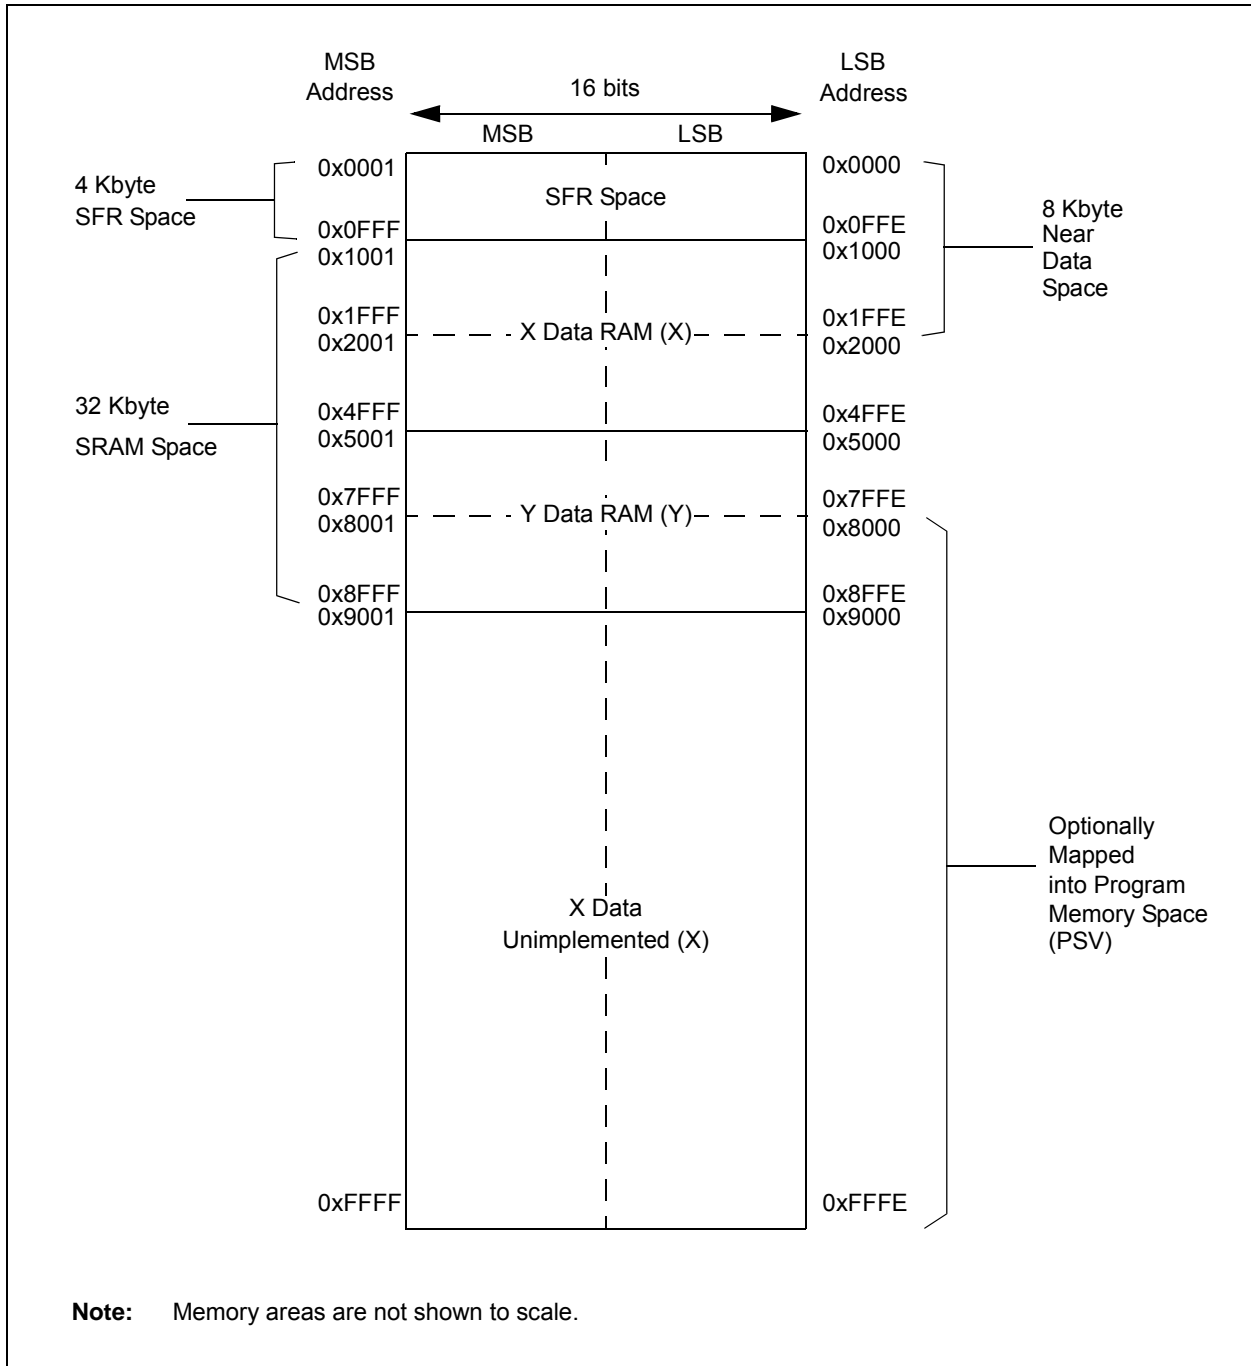 MSB
Address
LSB
Address
16 bits
MSB
LSB
4 Kbyte
SFR Space
0x0001
SFR Space
0x0000
0x0FFF
0x0FFE
0x1001
0x1000
8 Kbyte
Near
Data
Space
0x1FFF
0x1FFE
X Data RAM (X)
0x2001
0x2000
32 Kbyte
SRAM Space
0x4FFF
0x4FFE
0x5001
0x5000
0x7FFF
0x7FFE
Y Data RAM (Y)
0x8001
0x8000
0x8FFF
0x8FFE
0x9001
0x9000
X Data
Unimplemented (X)
Optionally
Mapped
into Program
Memory Space
(PSV)
0xFFFF
0xFFFE
Note: Memory areas are not shown to scale.